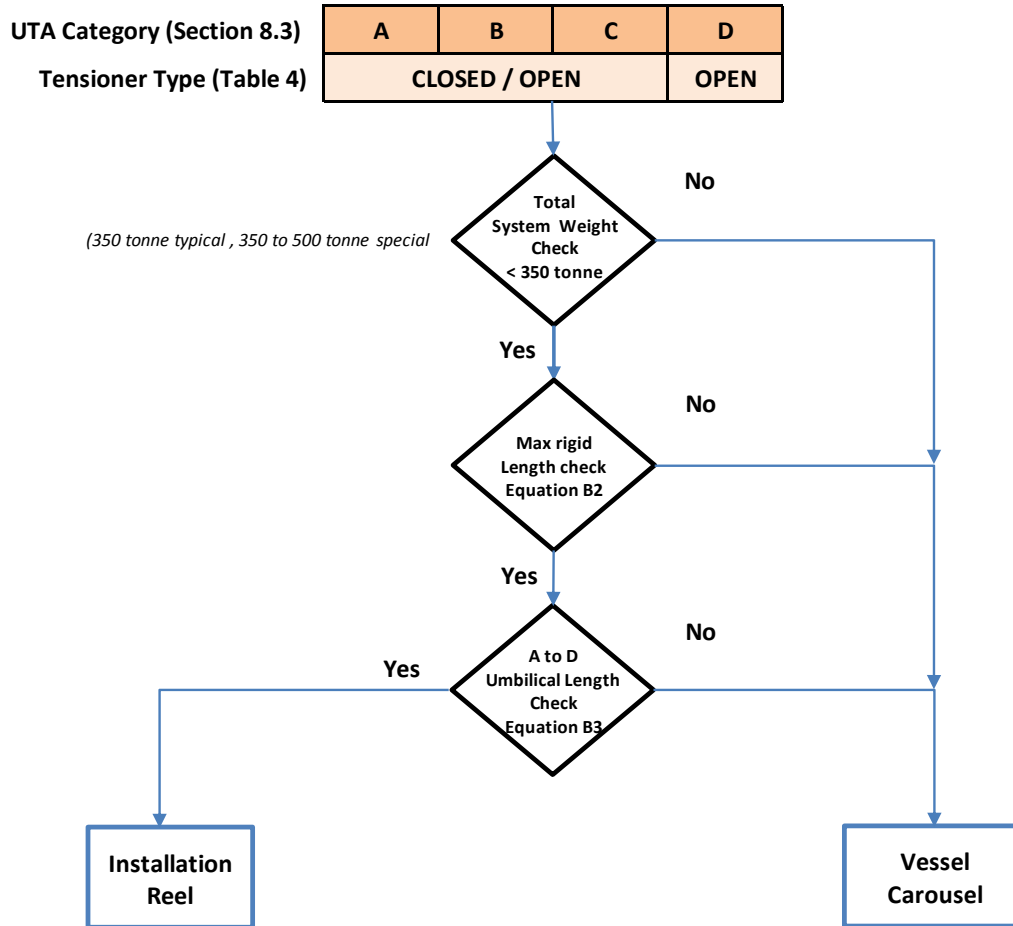 UTA Category (Section 8.3) A B C D
Tensioner Type (Table 4) CLOSED / OPEN OPEN
No
Total
System Weight
Check
< 350 tonne
(350 tonne typical , 350 to 500 tonne special
Yes
No
Max rigid
Length check
Equation B2
Yes
No
A to D
Umbilical Length
Check
Equation B3
Yes
Installation
Reel
Vessel
Carousel